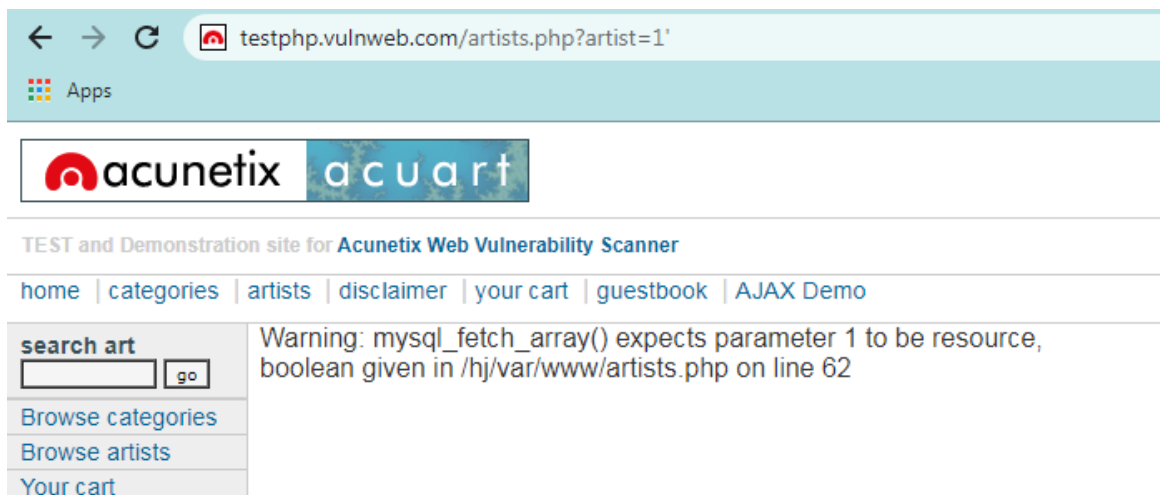 testphp.vulnweb.com/artists.php?artist=1'
Apps
acunetix acuart
TEST and Demonstration site for Acunetix Web Vulnerability Scanner
home | categories | artists | disclaimer | your cart | guestbook | AJAX Demo
search art
go
Warning: mysql_fetch_array() expects parameter 1 to be resource,
boolean given in /hj/var/www/artists.php on line 62
Browse categories
Browse artists
Your cart